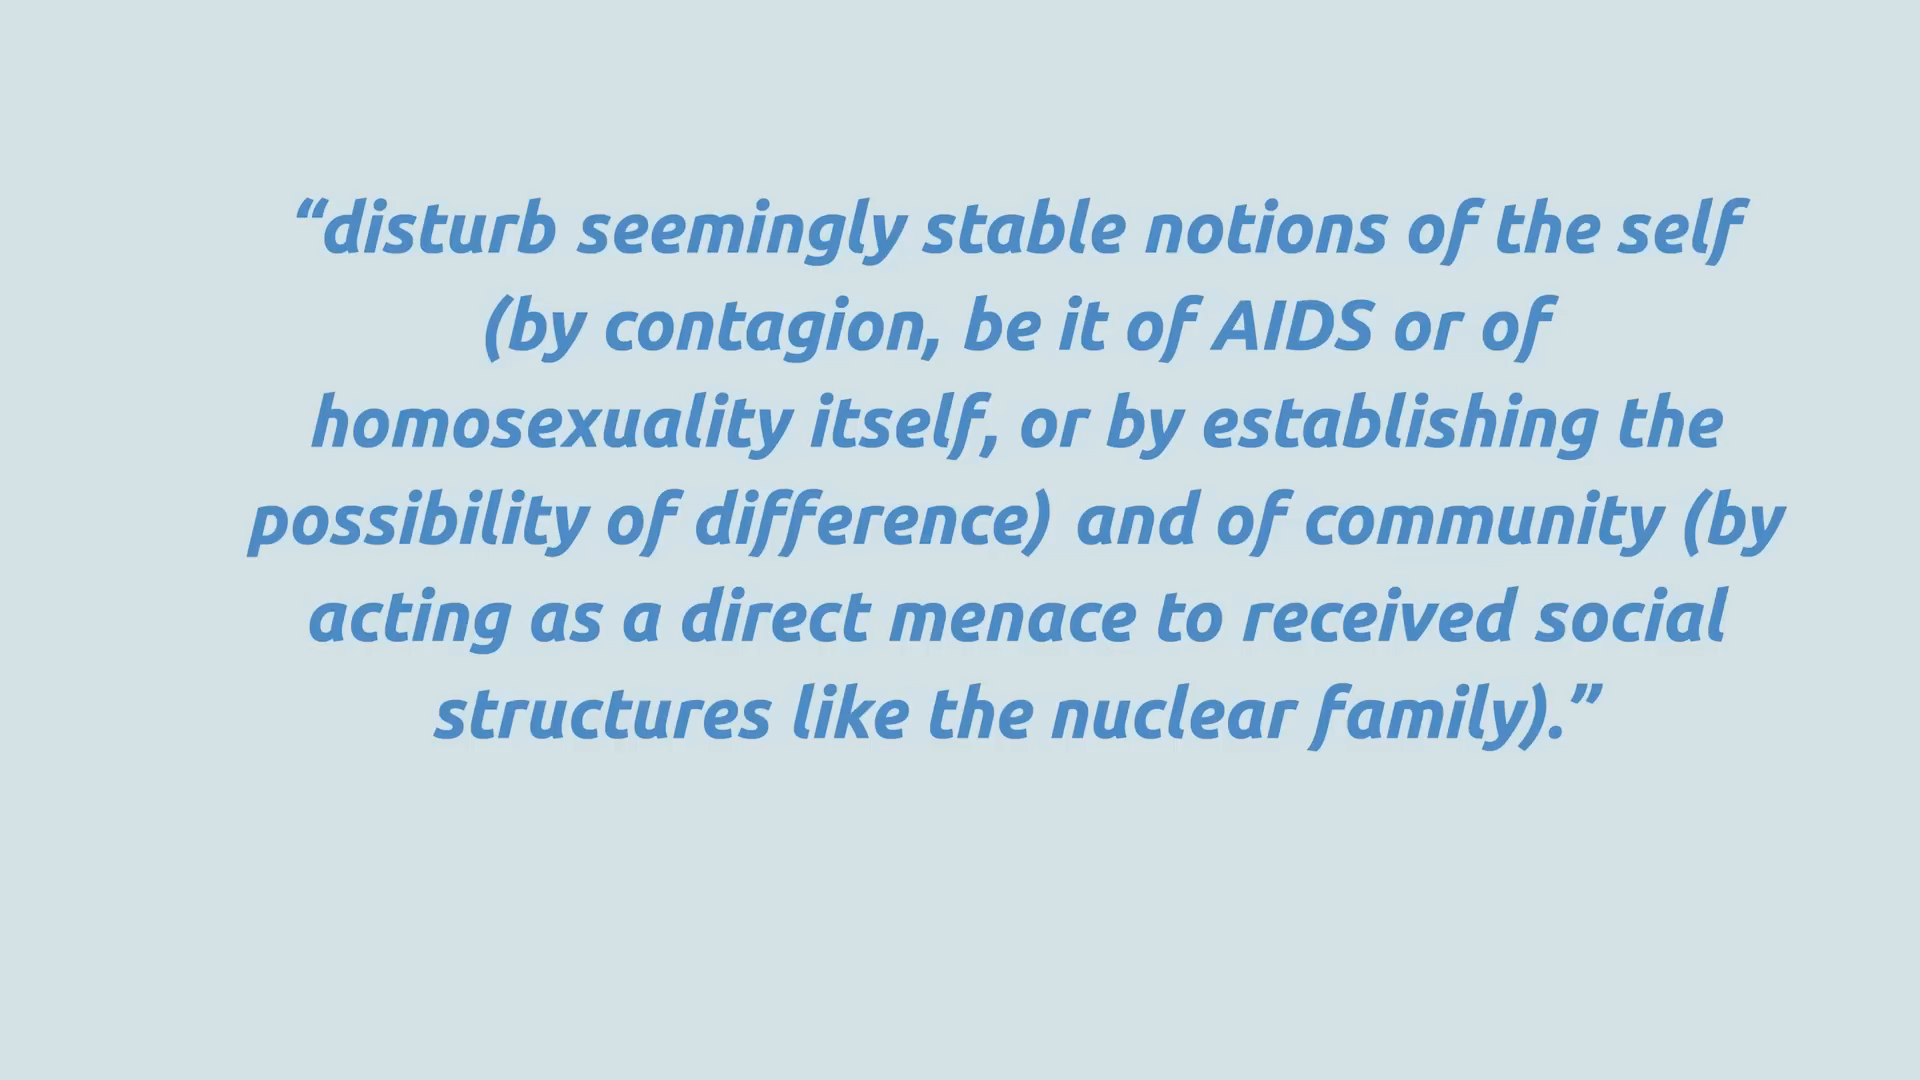 “disturb seemingly stable notions of the self
(by contagion, be it of AIDS or of
homosexuality itself, or by establishing the
possibility of difference) and of community (by
acting as a direct menace to received social
structures like the nuclear family).”